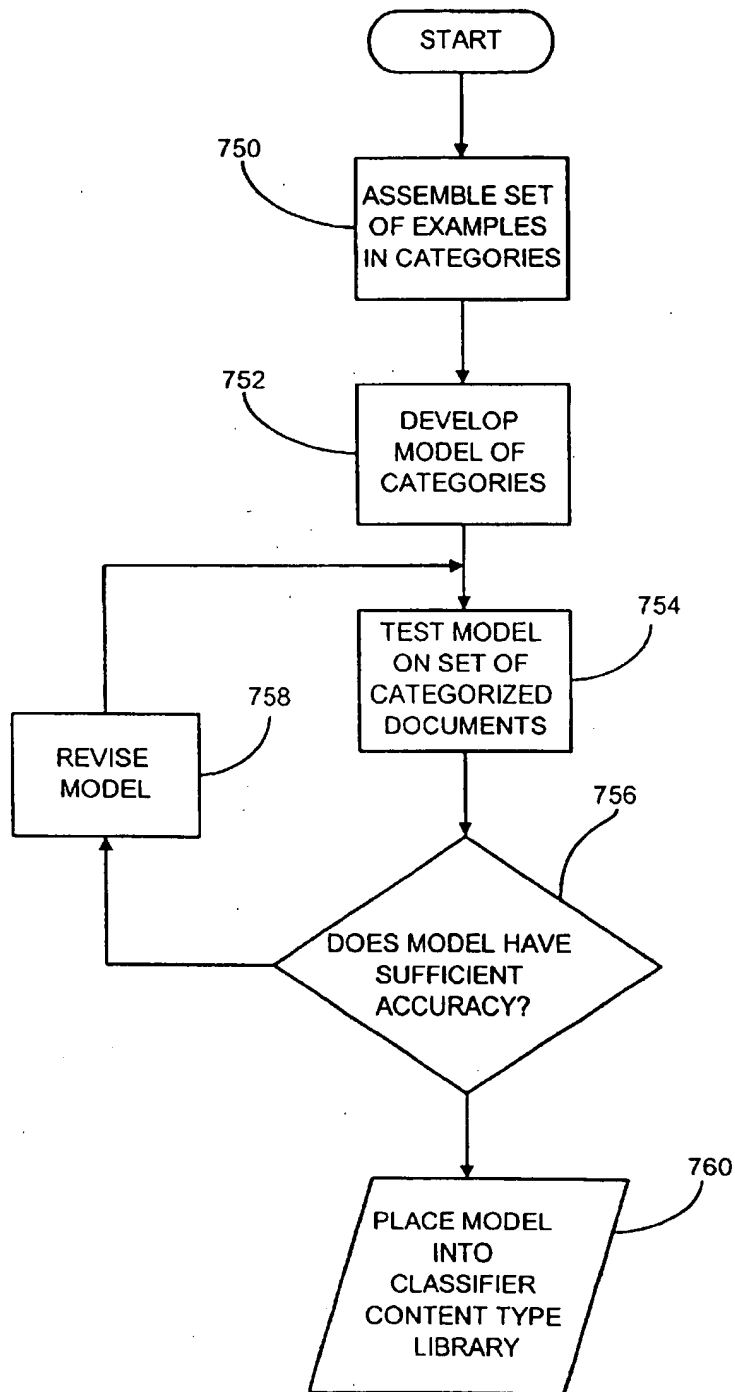 START
750
ASSEMBLE SET
OF EXAMPLES
IN CATEGORIES
752
DEVELOP
MODEL OF
CATEGORIES
754
TEST MODEL
ON SET OF
CATEGORIZED
DOCUMENTS
758
REVISE
MODEL
756
DOES MODEL HAVE
SUFFICIENT
ACCURACY?
760
PLACE MODEL
INTO
CLASSIFIER
CONTENT TYPE
LIBRARY